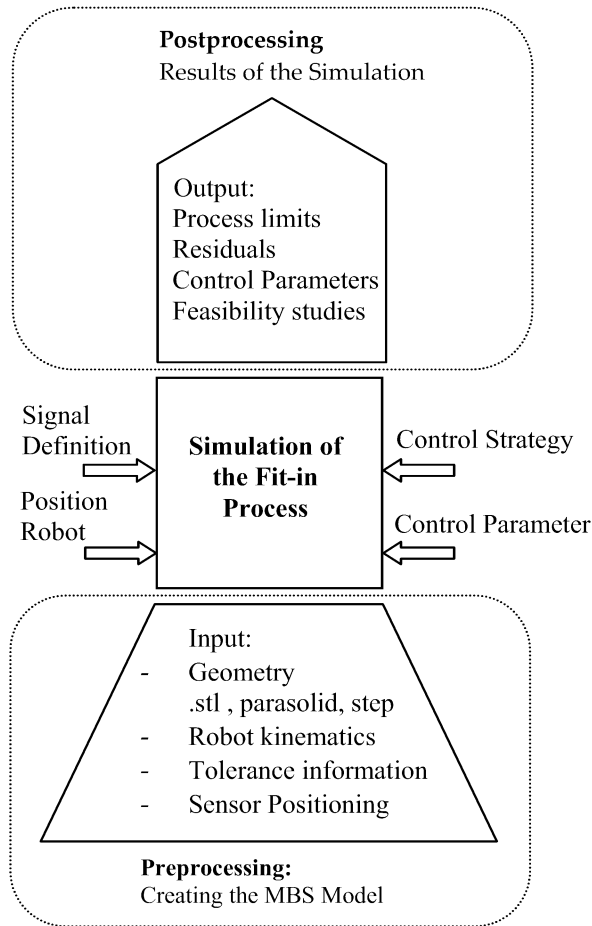 Postprocessing
Results of the Simulation
Output:
Process limits
Residuals
Control Parameters
Feasibility studies
Signal
Definition
Position
Robot
Simulation of
the Fit-in
Process
Control Strategy
Control Parameter
Input:
- Geometry
.stl , parasolid, step
- Robot kinematics
- Tolerance information
- Sensor Positioning
Preprocessing:
Creating the MBS Model